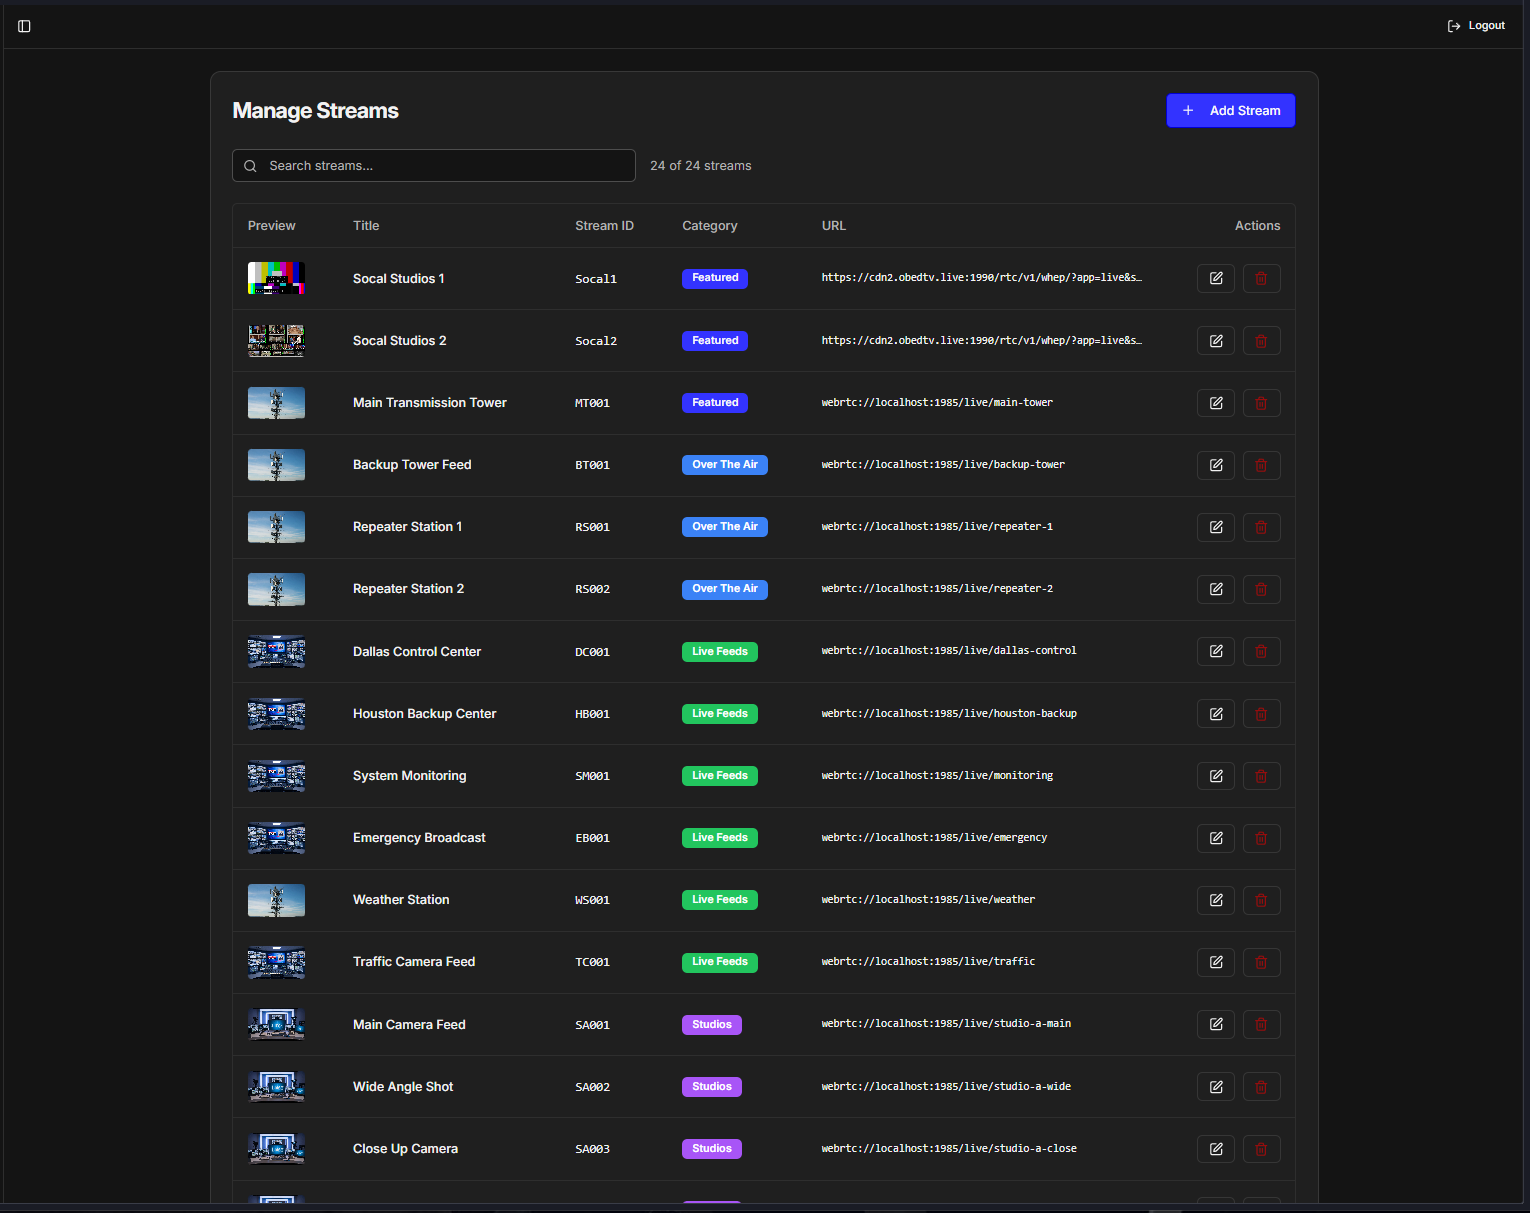 Logout
Manage Streams
Add Stream
Search streams...
24 of 24 streams
Preview Title Stream ID Category URL Actions
Socal Studios 1 Socal1 Featured https://cdn2.obedtv.live:1990/rtc/v1/whep/?app=live&s…
Socal Studios 2 Socal2 Featured https://cdn2.obedtv.live:1990/rtc/v1/whep/?app=live&s…
Main Transmission Tower MT001 Featured webrtc://localhost:1985/live/main-tower
Backup Tower Feed BT001 Over The Air webrtc://localhost:1985/live/backup-tower
Repeater Station 1 RS001 Over The Air webrtc://localhost:1985/live/repeater-1
Repeater Station 2 RS002 Over The Air webrtc://localhost:1985/live/repeater-2
Dallas Control Center DC001 Live Feeds webrtc://localhost:1985/live/dallas-control
Houston Backup Center HB001 Live Feeds webrtc://localhost:1985/live/houston-backup
System Monitoring SM001 Live Feeds webrtc://localhost:1985/live/monitoring
Emergency Broadcast EB001 Live Feeds webrtc://localhost:1985/live/emergency
Weather Station WS001 Live Feeds webrtc://localhost:1985/live/weather
Traffic Camera Feed TC001 Live Feeds webrtc://localhost:1985/live/traffic
Main Camera Feed SA001 Studios webrtc://localhost:1985/live/studio-a-main
Wide Angle Shot SA002 Studios webrtc://localhost:1985/live/studio-a-wide
Close Up Camera SA003 Studios webrtc://localhost:1985/live/studio-a-close